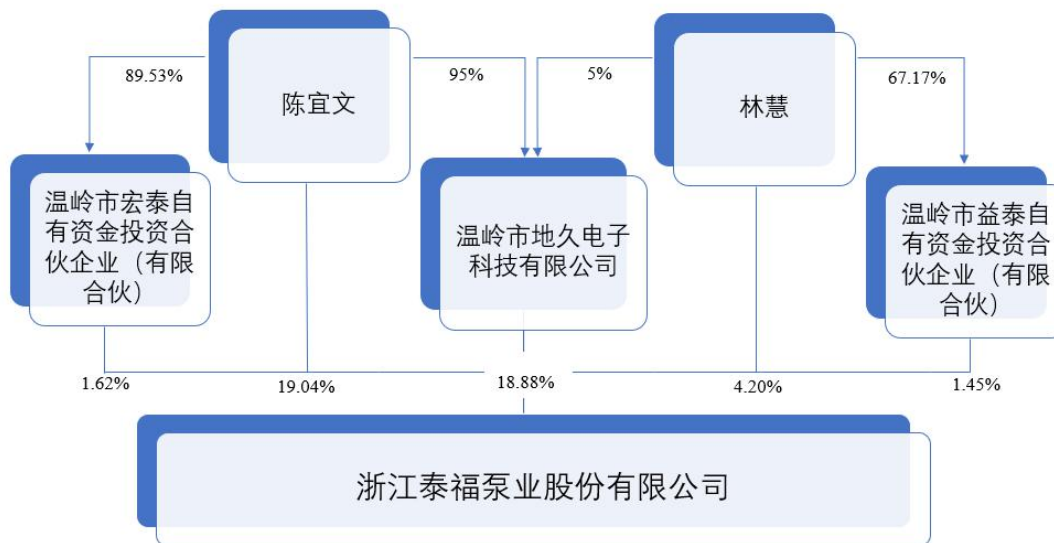 89.53%
陈宜文
95%
5%
林慧
67.17%
温岭市宏泰自
有资金投资合
伙企业（有限
合伙）
温岭市地久电子
科技有限公司
温岭市益泰自
有资金投资合
伙企业（有限
合伙）
1.62%
19.04%
18.88%
4.20%
1.45%
浙江泰福泵业股份有限公司